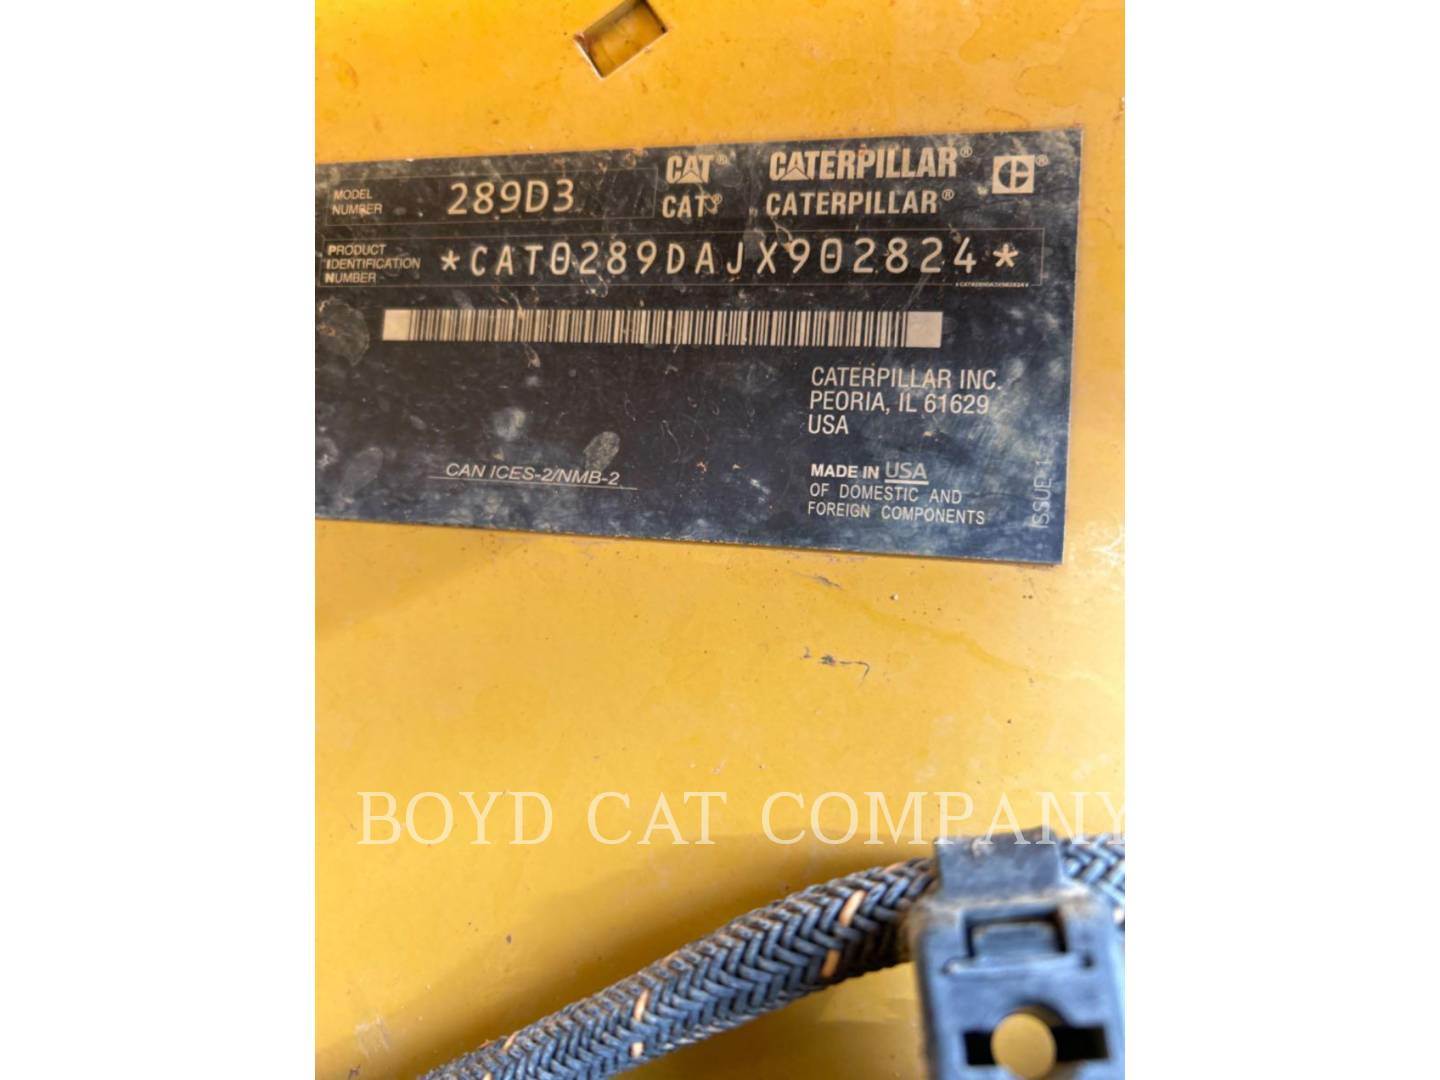 MODEL NUMBER 289D3
CAT® CATERPILLAR®
CAT® CATERPILLAR®
PRODUCT IDENTIFICATION NUMBER *CAT0289DAJX902824*
*CAT0289DAJX902824*
CATERPILLAR INC.
PEORIA, IL 61629
USA
CAN ICES-2/NMB-2
MADE IN USA
OF DOMESTIC AND
FOREIGN COMPONENTS
ISSUE 1
BOYD CAT COMPANY